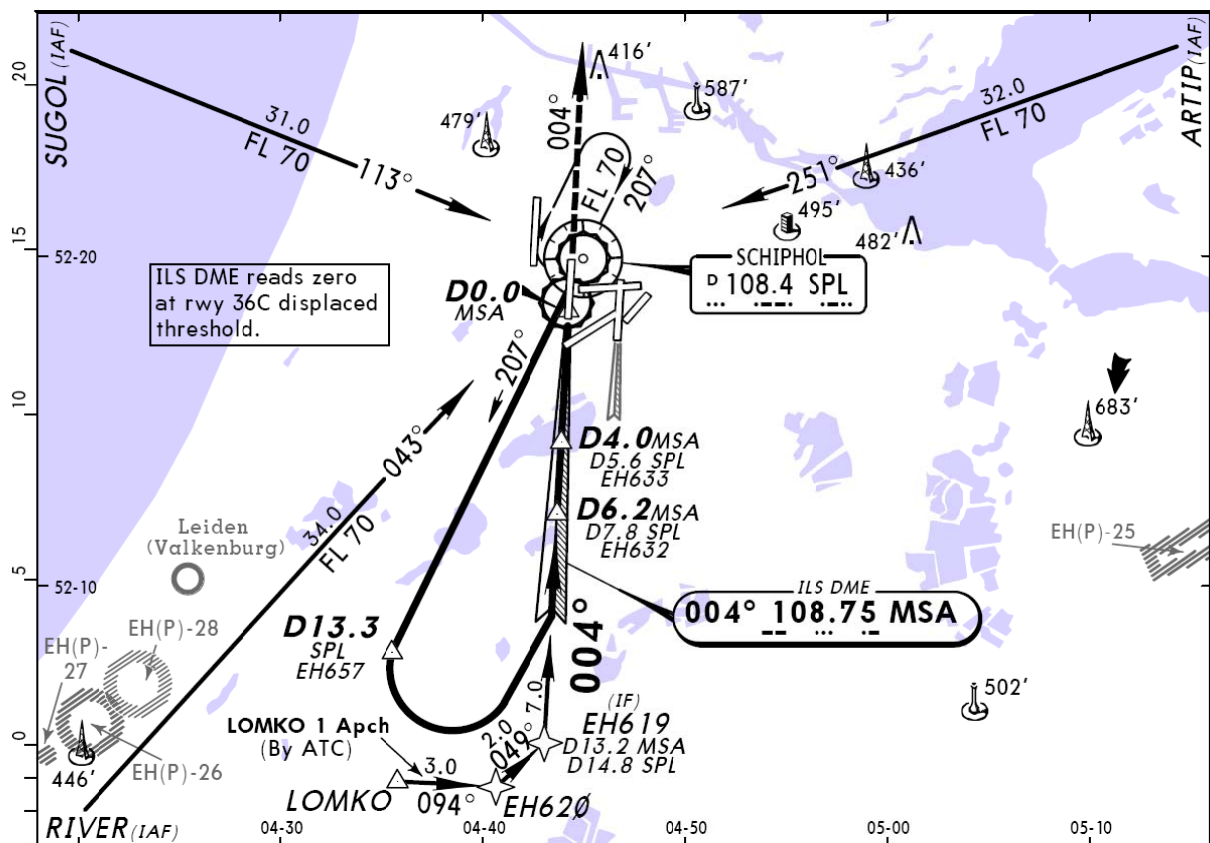 SUGOL (IAF)
31.0
FL 70
113°
479'
004°
416'
587'
FL 70
207°
32.0
FL 70
251°
436'
495'
482'
ARTIP (IAF)
20
15
10
5
0
52-20
52-10
ILS DME reads zero
at rwy 36C displaced
threshold.
D0.0
MSA
SCHIPHOL
D 108.4 SPL
207°
683'
043°
34.0
FL 70
D4.0 MSA
D5.6 SPL
EH633
D6.2 MSA
D7.8 SPL
EH632
Leiden
(Valkenburg)
EH(P)-25
ILS DME
004° 108.75 MSA
EH(P)-28
EH(P)-
27
D13.3
SPL
EH657
004°
502'
(IF)
EH619
D13.2 MSA
D14.8 SPL
7.0
2.0
049°
LOMKO 1 Apch
(By ATC)
3.0
094°
LOMKO
EH62Ø
446'
EH(P)-26
RIVER (IAF)
04-30
04-40
04-50
05-00
05-10